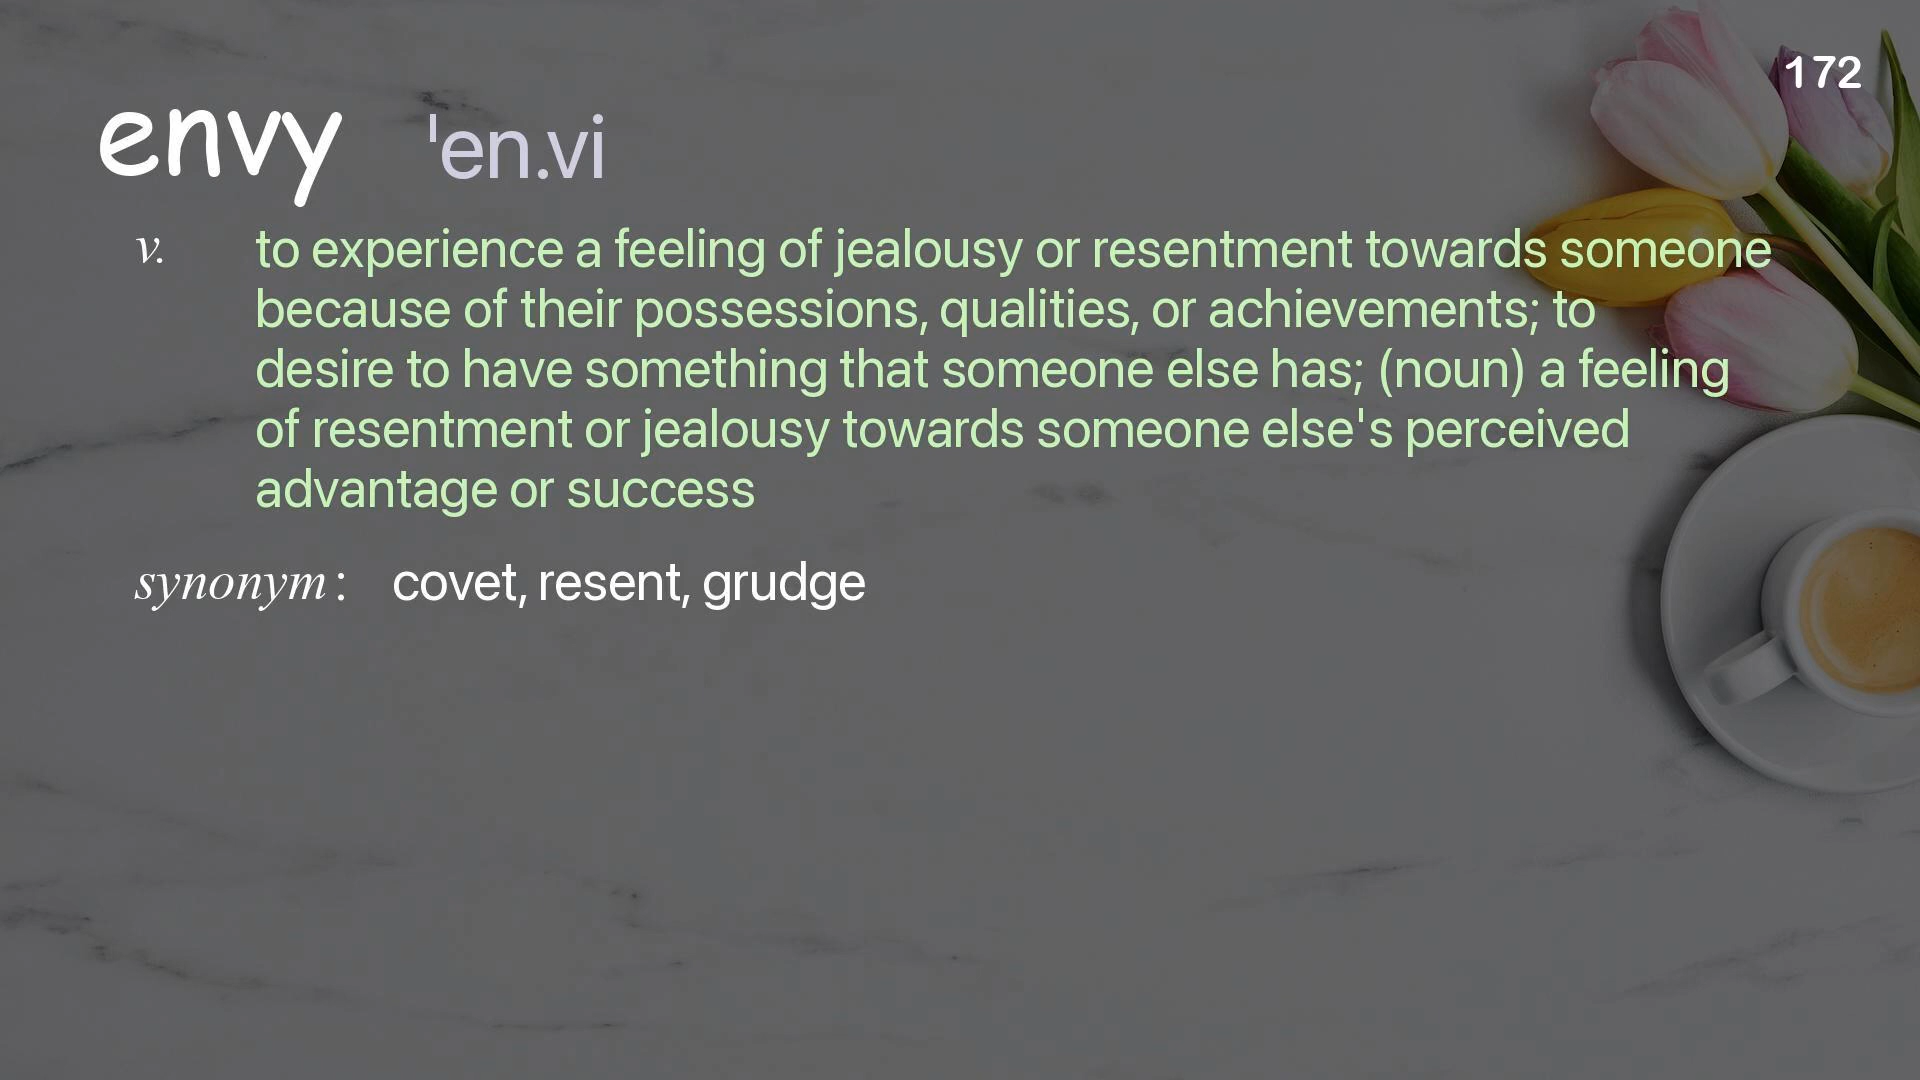 172
envy ˈen.vi
v. to experience a feeling of jealousy or resentment towards someone
because of their possessions, qualities, or achievements; to
desire to have something that someone else has; (noun) a feeling
of resentment or jealousy towards someone else's perceived
advantage or success
synonym : covet, resent, grudge